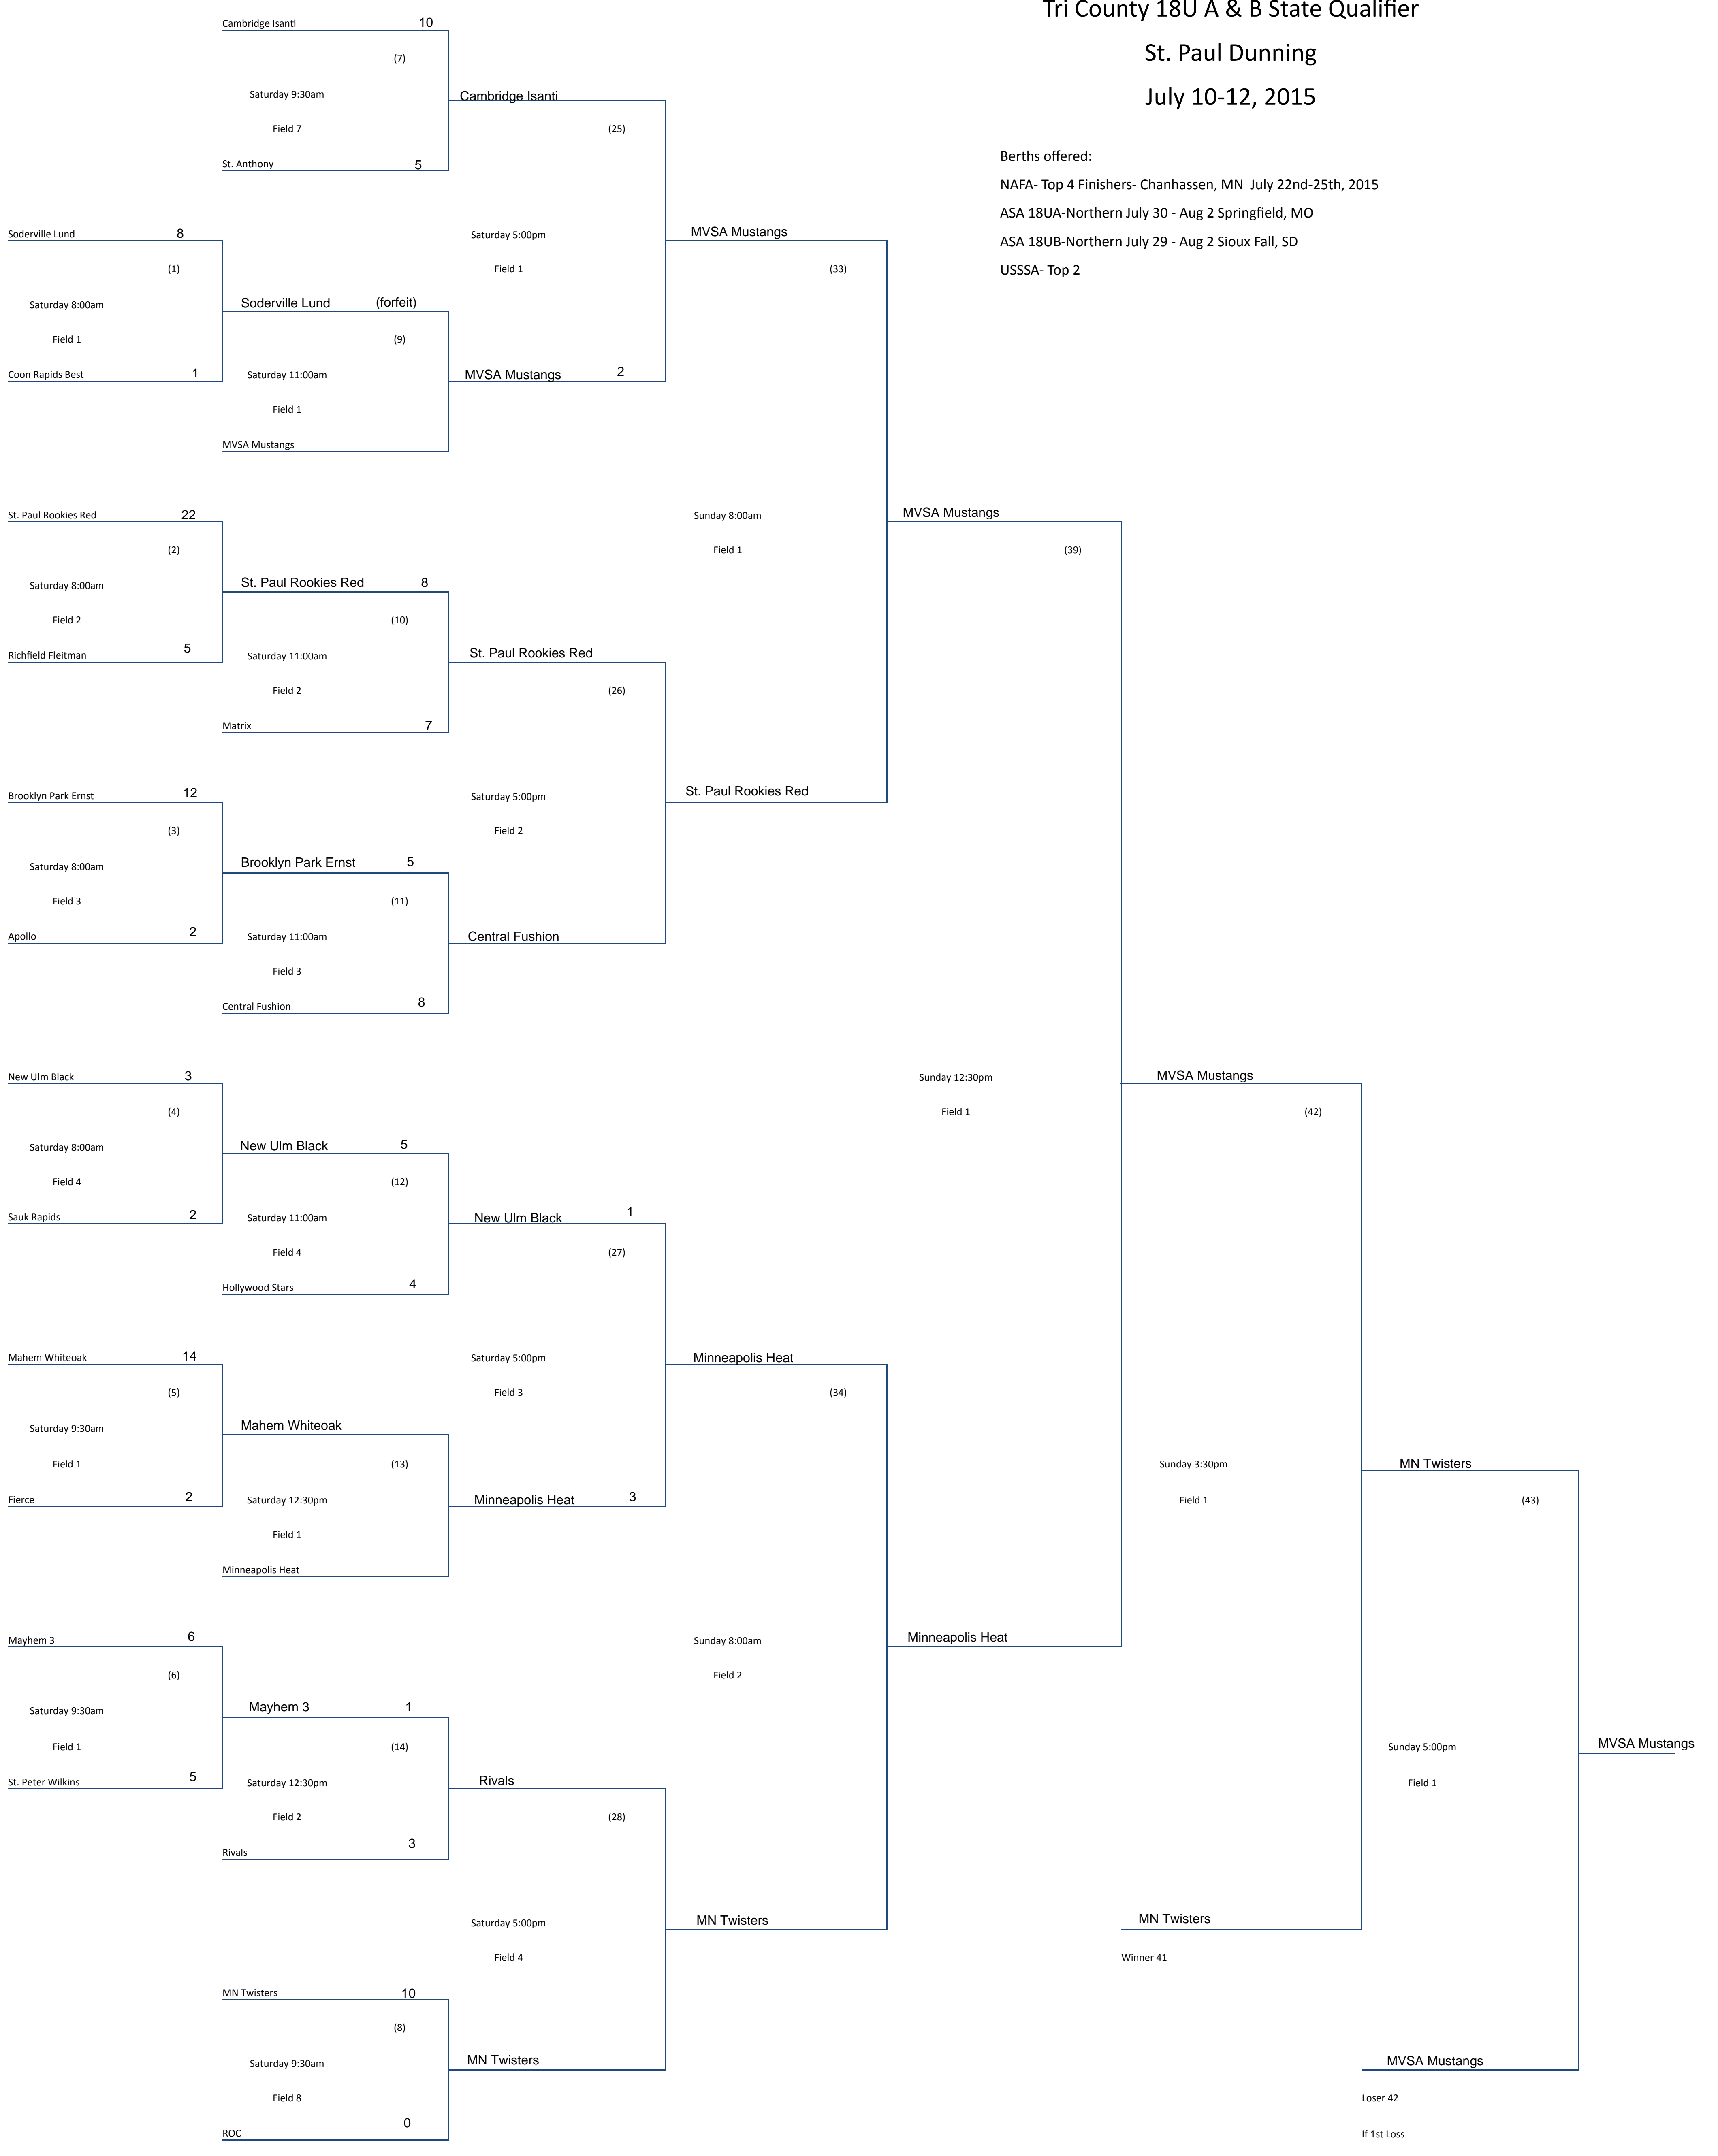 Tri County 18U A & B State Qualifier
St. Paul Dunning
July 10-12, 2015
Berths offered:
NAFA- Top 4 Finishers- Chanhassen, MN  July 22nd-25th, 2015
ASA 18UA-Northern July 30 - Aug 2 Springfield, MO
ASA 18UB-Northern July 29 - Aug 2 Sioux Fall, SD
USSSA- Top 2
Cambridge Isanti 10
(7)
Saturday 9:30am
Field 7
St. Anthony 5
Soderville Lund 8
(1)
Saturday 8:00am
Field 1
Coon Rapids Best 1
St. Paul Rookies Red 22
(2)
Saturday 8:00am
Field 2
Richfield Fleitman 5
Brooklyn Park Ernst 12
(3)
Saturday 8:00am
Field 3
Apollo 2
New Ulm Black 3
(4)
Saturday 8:00am
Field 4
Sauk Rapids 2
Mahem Whiteoak 14
(5)
Saturday 9:30am
Field 1
Fierce 2
Mayhem 3 6
(6)
Saturday 9:30am
Field 1
St. Peter Wilkins 5
Soderville Lund (forfeit)
(9)
Saturday 11:00am
Field 1
MVSA Mustangs
St. Paul Rookies Red 8
(10)
Saturday 11:00am
Field 2
Matrix 7
Brooklyn Park Ernst 5
(11)
Saturday 11:00am
Field 3
Central Fushion 8
New Ulm Black 5
(12)
Saturday 11:00am
Field 4
Hollywood Stars 4
Mahem Whiteoak
(13)
Saturday 12:30pm
Field 1
Minneapolis Heat
Mayhem 3 1
(14)
Saturday 12:30pm
Field 2
Rivals 3
MN Twisters 10
(8)
Saturday 9:30am
Field 8
ROC 0
Cambridge Isanti
(25)
Saturday 5:00pm
Field 1
MVSA Mustangs 2
St. Paul Rookies Red
(26)
Saturday 5:00pm
Field 2
Central Fushion
New Ulm Black 1
(27)
Saturday 5:00pm
Field 3
Minneapolis Heat 3
Rivals
(28)
Saturday 5:00pm
Field 4
MN Twisters
MVSA Mustangs
(33)
Sunday 8:00am
Field 1
St. Paul Rookies Red
Minneapolis Heat
(34)
Sunday 8:00am
Field 2
MN Twisters
MVSA Mustangs
(39)
Sunday 12:30pm
Field 1
Minneapolis Heat
MVSA Mustangs
(42)
Sunday 3:30pm
Field 1
MN Twisters
Winner 41
MN Twisters
(43)
Sunday 5:00pm
Field 1
MVSA Mustangs
Loser 42
If 1st Loss
MVSA Mustangs